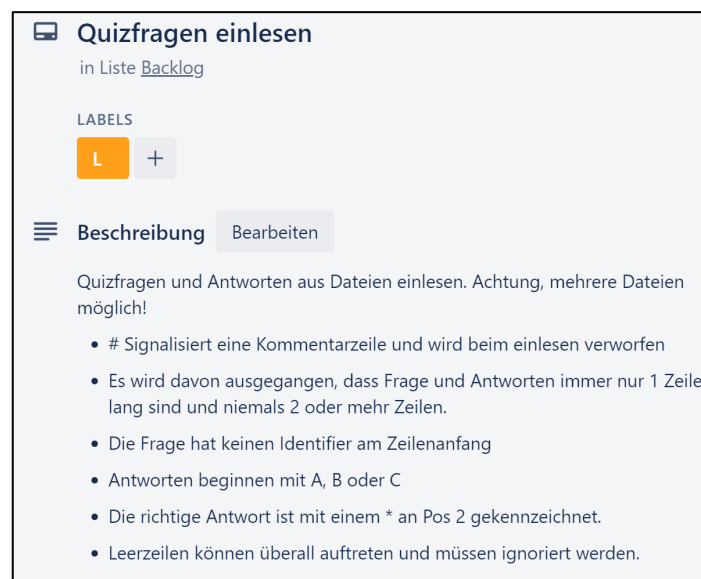 Quizfragen einlesen
in Liste Backlog
LABELS
L +
Beschreibung Bearbeiten
Quizfragen und Antworten aus Dateien einlesen. Achtung, mehrere Dateien
möglich!
• # Signalisiert eine Kommentarzeile und wird beim einlesen verworfen
• Es wird davon ausgegangen, dass Frage und Antworten immer nur 1 Zeile
lang sind und niemals 2 oder mehr Zeilen.
• Die Frage hat keinen Identifier am Zeilenanfang
• Antworten beginnen mit A, B oder C
• Die richtige Antwort ist mit einem * an Pos 2 gekennzeichnet.
• Leerzeilen können überall auftreten und müssen ignoriert werden.